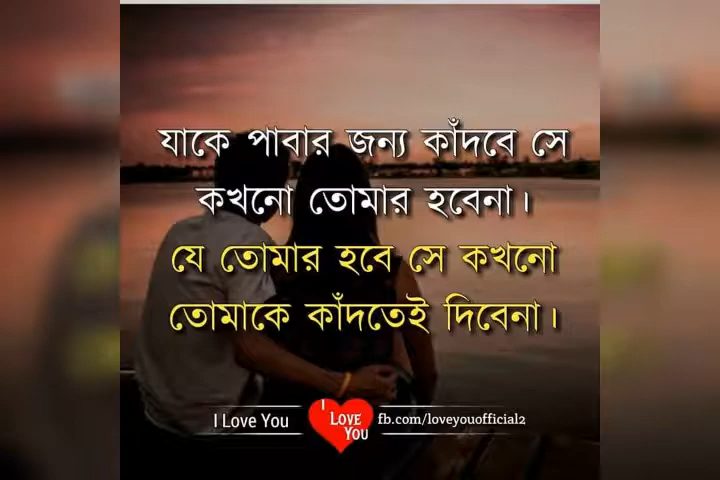 যাকে পাবার জন্য কাঁদবে সে
কখনো তোমার হবেনা।
যে তোমার হবে সে কখনো
তোমাকে কাঁদতেই দিবেনা।
I Love You
I LOVE YOU
fb.com/loveyouofficial2